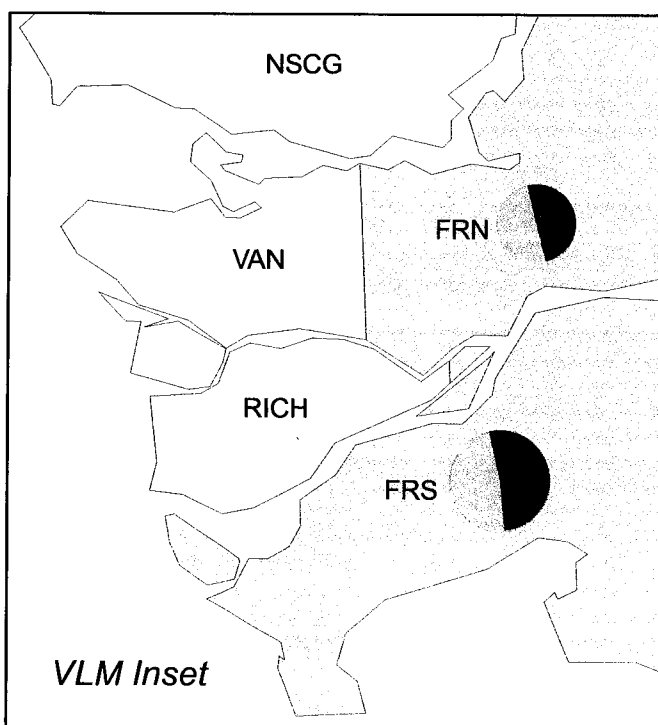 NSCG
FRN
VAN
RICH
FRS
VLM Inset